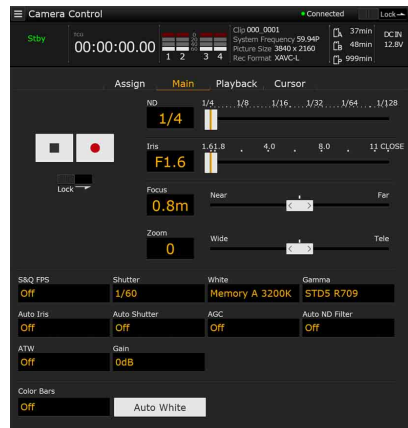 Camera Control
Connected
Lock
Stby
TCG
00:00:00.00
0
20
40
60
1 2 3 4
Clip 000_0001
System Frequency 59.94P
Picture Size 3840 x 2160
Rec Format XAVC-L
A 37min
B 48min
999min
DC IN
12.8V
Assign Main Playback Cursor
ND
1/4
1/4 1/8 1/16 1/32 1/64 1/128
Iris
F1.6
1.6 1.8 4.0 8.0 11 CLOSE
Lock
Focus
0.8m
Near Far
Zoom
0
Wide Tele
S&Q FPS Shutter White Gamma
Off 1/60 Memory A 3200K STD5 R709
Auto Iris Auto Shutter AGC Auto ND Filter
Off Off Off Off
ATW Gain
Off 0dB
Color Bars
Off Auto White